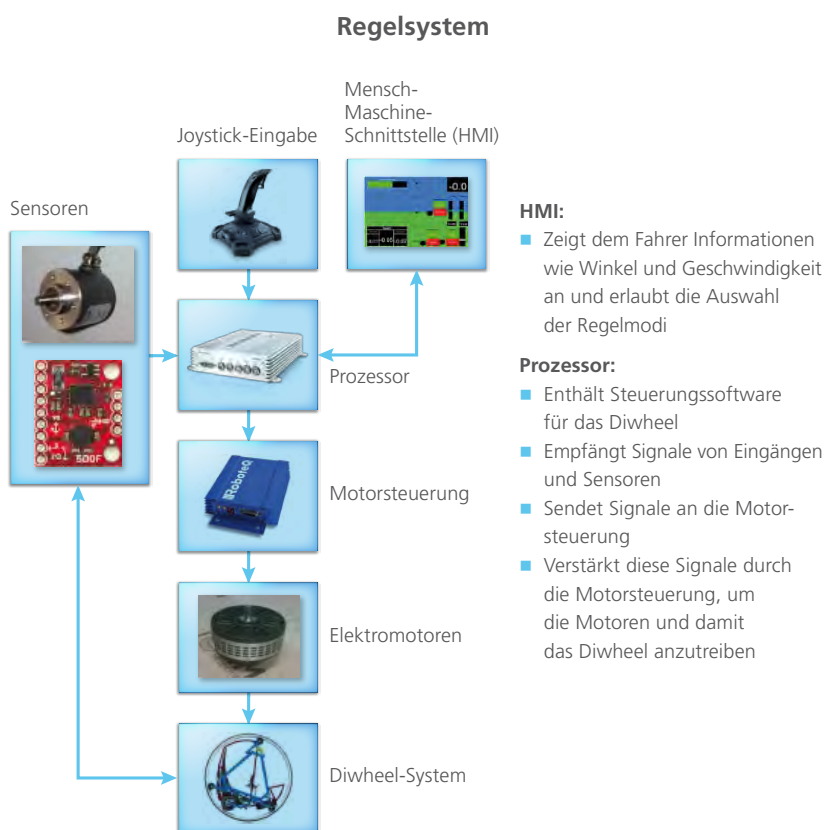 Regelsystem
Mensch-
Maschine-
Schnittstelle (HMI)
Joystick-Eingabe
Sensoren
-0.0
HMI:
Zeigt dem Fahrer Informationen
wie Winkel und Geschwindigkeit
an und erlaubt die Auswahl
der Regelmodi
Prozessor
Prozessor:
Enthält Steuerungssoftware
für das Diwheel
Empfängt Signale von Eingängen
und Sensoren
Sendet Signale an die Motor-
steuerung
Verstärkt diese Signale durch
die Motorsteuerung, um
die Motoren und damit
das Diwheel anzutreiben
RoboteQ
Motorsteuerung
Elektromotoren
Diwheel-System